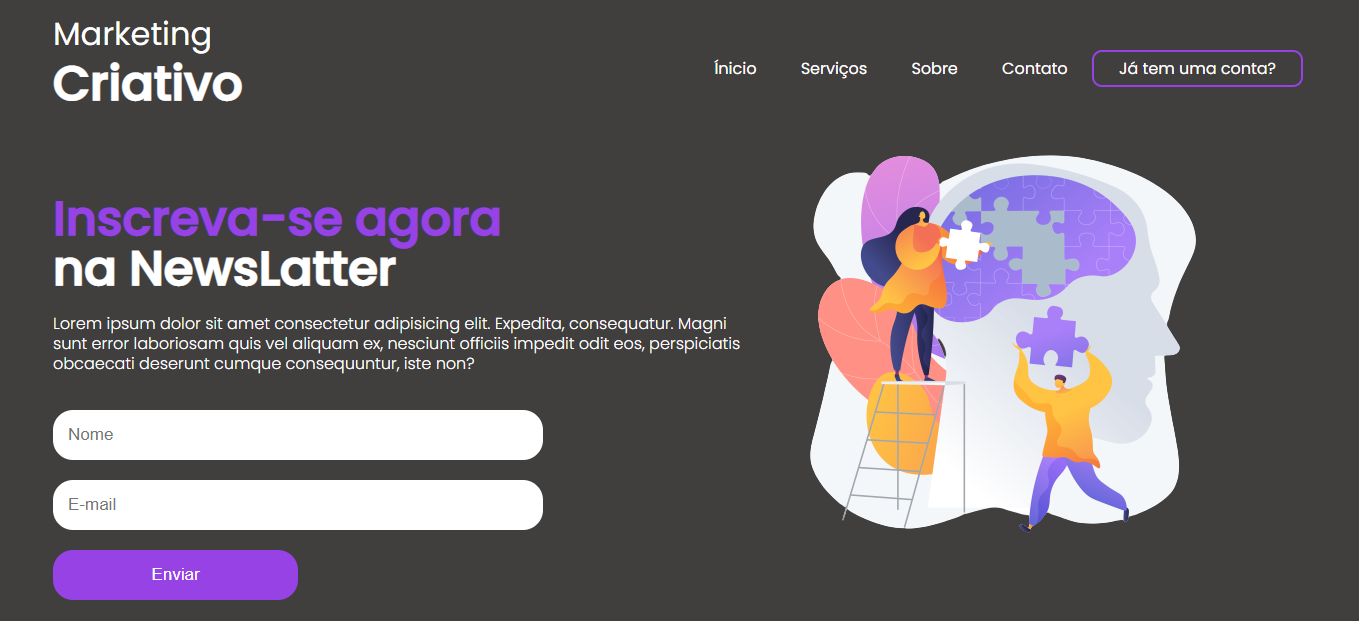 Marketing
Criativo
Ínicio Serviços Sobre Contato Já tem uma conta?
Inscreva-se agora
na NewsLatter
Lorem ipsum dolor sit amet consectetur adipisicing elit. Expedita, consequatur. Magni
sunt error laboriosam quis vel aliquam ex, nesciunt officiis impedit odit eos, perspiciatis
obcaecati deserunt cumque consequuntur, iste non?
Nome
E-mail
Enviar